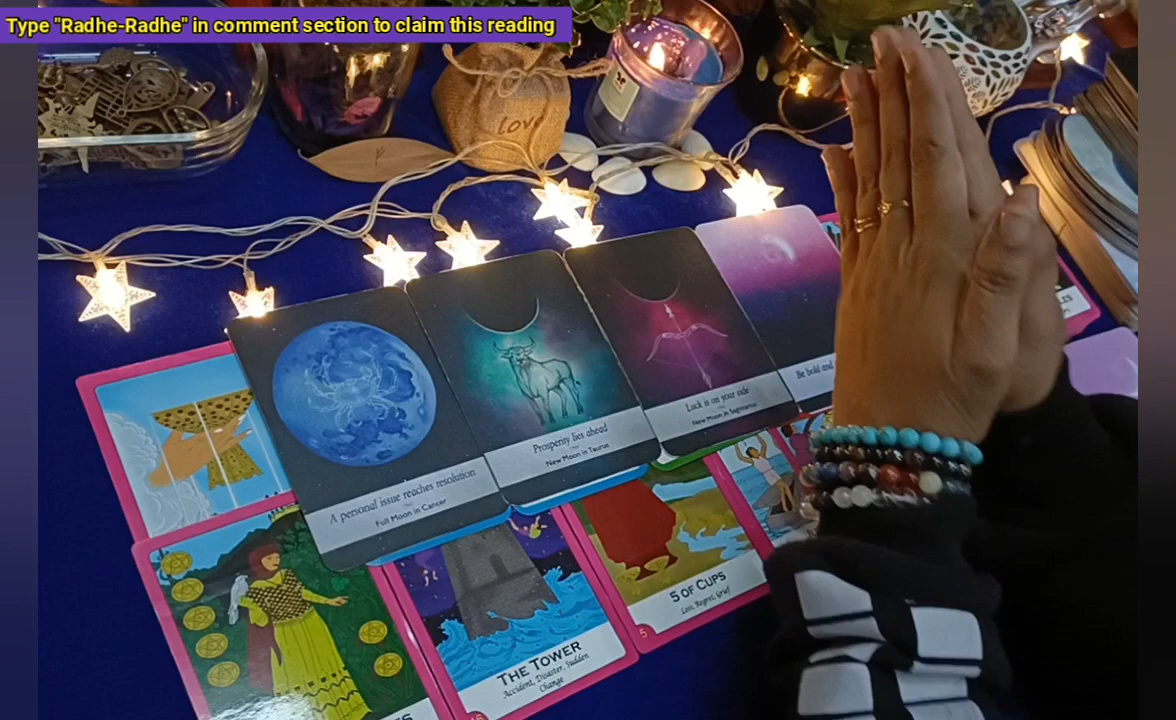 Type "Radhe-Radhe" in comment section to claim this reading
Love
A personal issue reaches resolution
Full Moon in Cancer
Prosperity lies ahead
New Moon in Taurus
Luck is on your side
New Moon in Sagittarius
Be bold and
5 OF CUPS
Loss, Regret, Grief
5
THE TOWER
Accident, Disaster, Sudden
Change
16